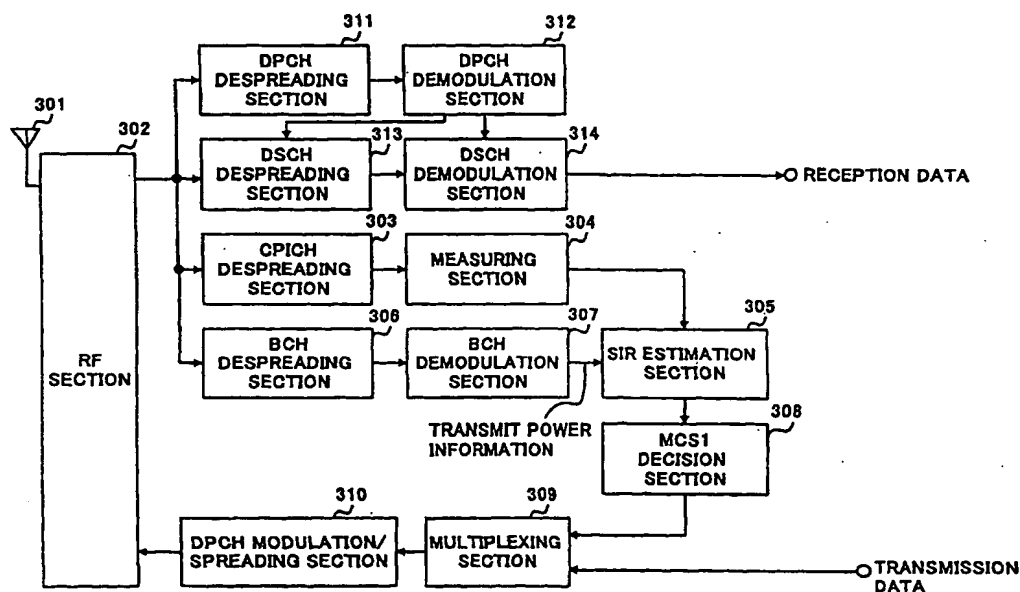 311
312
DPCH
DESPREADING
SECTION
DPCH
DEMODULATION
SECTION
301
302
313
314
DSCH
DESPREADING
SECTION
DSCH
DEMODULATION
SECTION
RECEPTION DATA
303
304
CPICH
DESPREADING
SECTION
MEASURING
SECTION
306
307
305
RF
SECTION
BCH
DESPREADING
SECTION
BCH
DEMODULATION
SECTION
SIR ESTIMATION
SECTION
TRANSMIT POWER
INFORMATION
308
MCS1
DECISION
SECTION
310
309
DPCH MODULATION/
SPREADING SECTION
MULTIPLEXING
SECTION
TRANSMISSION
DATA